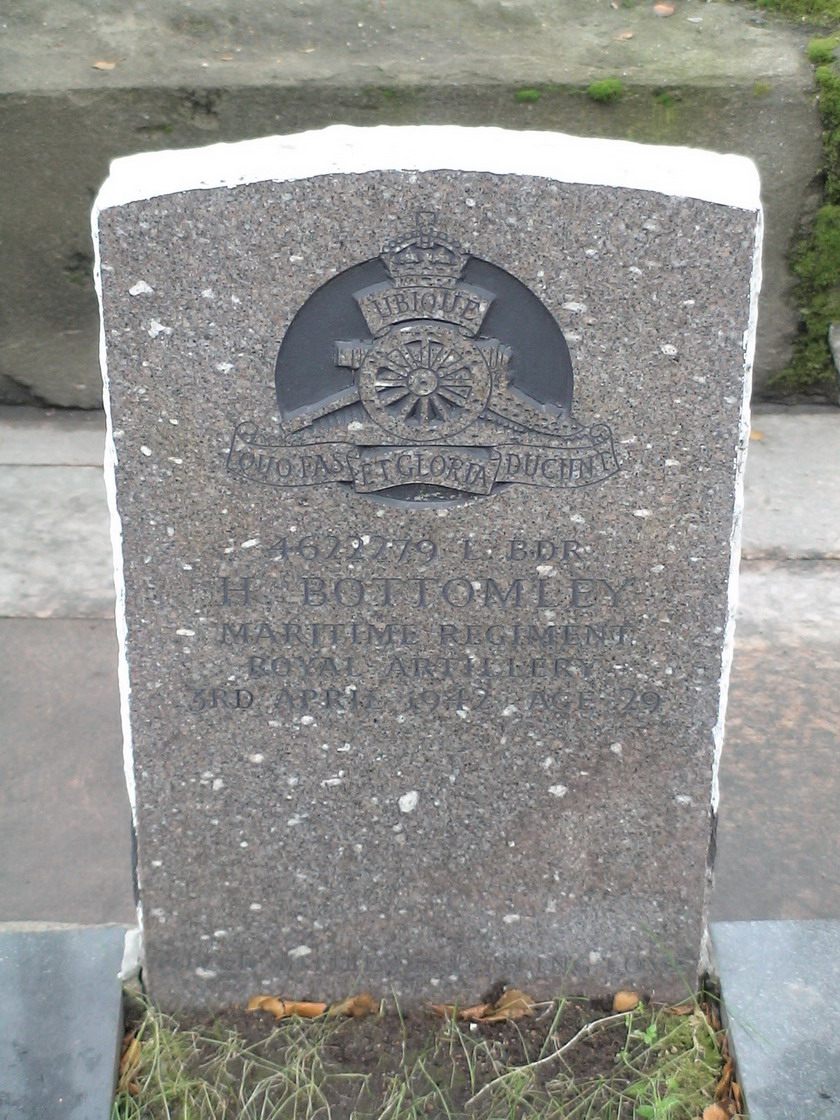 UBIQUE
QUO FAS ET GLORIA DUCUNT
4622279 L. BDR.
H. BOTTOMLEY
MARITIME REGIMENT
ROYAL ARTILLERY
3RD APRIL 1942 AGE 29